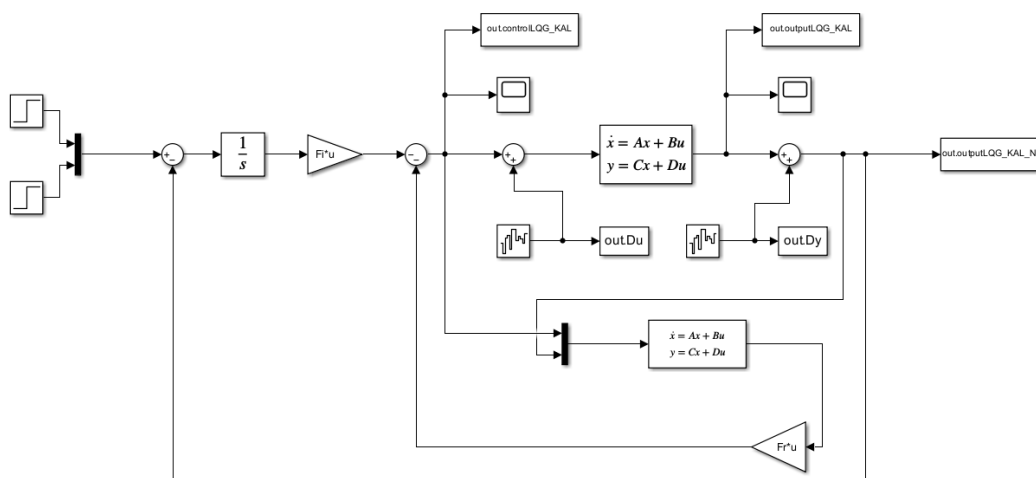 out.controlLQG_KAL
out.outputLQG_KAL
+
−
1
s
Fi*u
−
−
+
+
ẋ = Ax + Bu
y = Cx + Du
+
+
out.outputLQG_KAL_N
out.Du
out.Dy
ẋ = Ax + Bu
y = Cx + Du
Fr*u